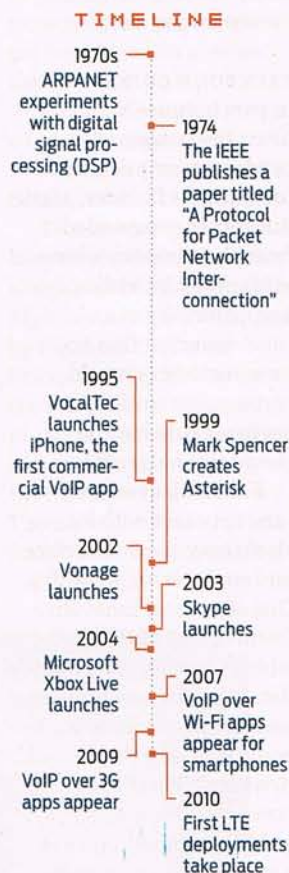 TIMELINE
1970s
ARPANET
experiments
with digital
signal pro-
cessing (DSP)
1974
The IEEE
publishes a
paper titled
"A Protocol
for Packet
Network
Inter-
connection"
1995
VocalTec
launches
iPhone, the
first commer-
cial VoIP app
1999
Mark Spencer
creates
Asterisk
2002
Vonage
launches
2003
Skype
launches
2004
Microsoft
Xbox Live
launches
2007
VoIP over
Wi-Fi apps
appear for
smartphones
2009
VoIP over 3G
apps appear
2010
First LTE
deployments
take place